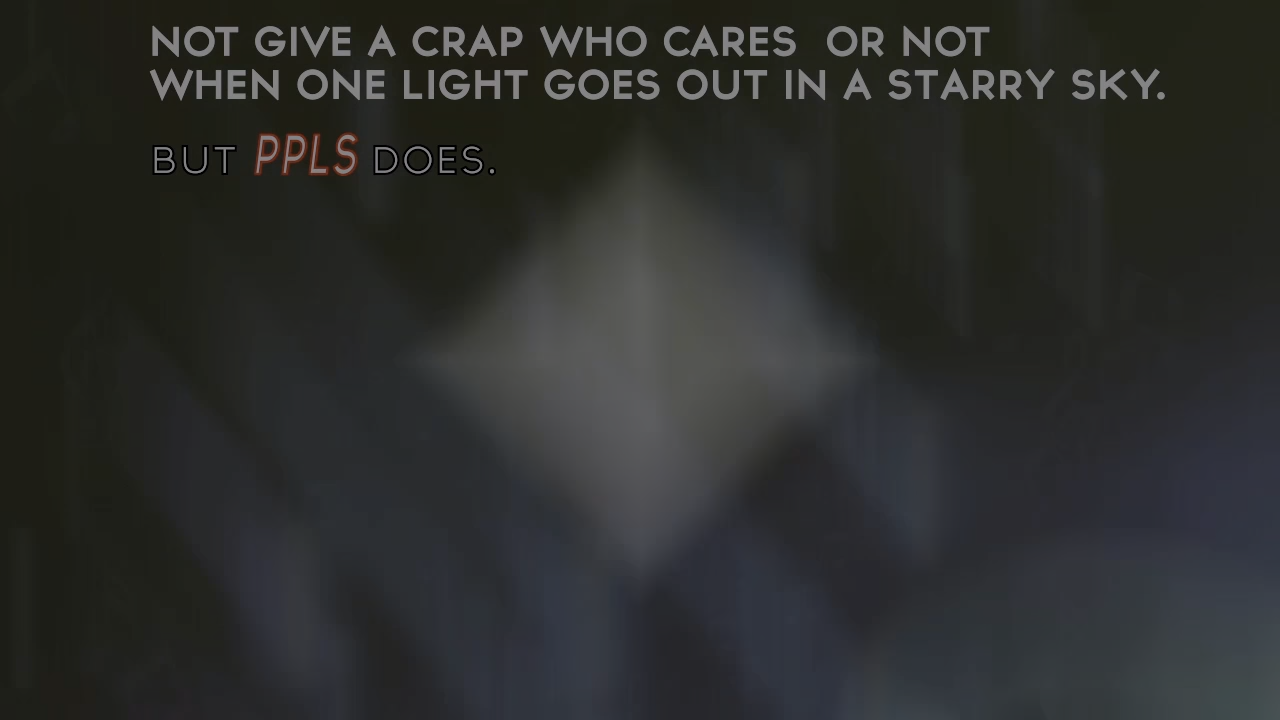 NOT GIVE A CRAP WHO CARES  OR NOT
WHEN ONE LIGHT GOES OUT IN A STARRY SKY.
BUT PPLS DOES.